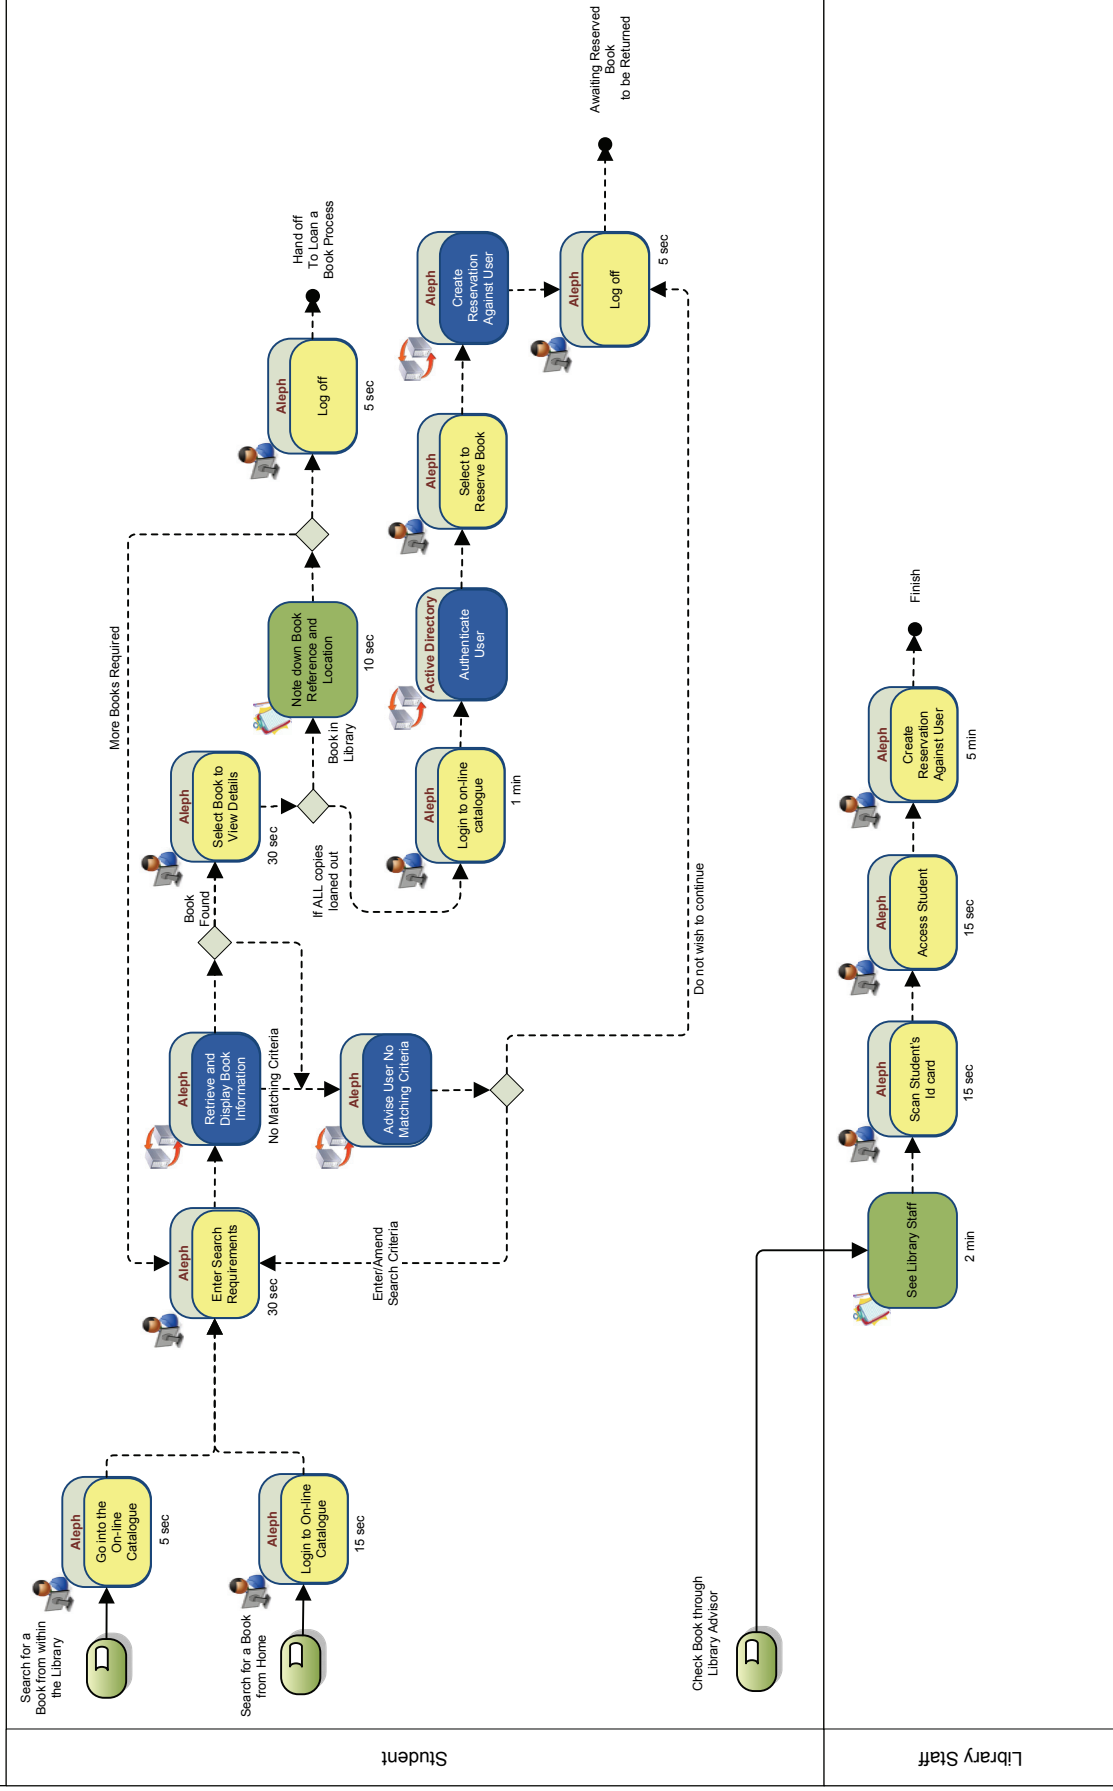 Student
Search for a
Book from within
the Library
Aleph
Go into the
On-line
Catalogue
5 sec
Search for a Book
from Home
Aleph
Login to On-line
Catalogue
15 sec
Aleph
Enter Search
Requirements
30 sec
Aleph
Retrieve and
Display Book
Information
No Matching Criteria
Aleph
Advise User No
Matching Criteria
Enter/Amend
Search Criteria
Do not wish to continue
Book
Found
Aleph
Select Book to
View Details
30 sec
More Books Required
Book in
Library
Note down Book
Reference and
Location
10 sec
Aleph
Log off
5 sec
Hand off
To Loan a
Book Process
If ALL copies
loaned out
Aleph
Login to on-line
catalogue
1 min
Active Directory
Authenticate
User
Aleph
Select to
Reserve Book
Aleph
Create
Reservation
Against User
Aleph
Log off
5 sec
Awaiting Reserved
Book
to be Returned
Check Book through
Library Advisor
Library Staff
See Library Staff
2 min
Aleph
Scan Student's
Id card
15 sec
Aleph
Access Student
15 sec
Aleph
Create
Reservation
Against User
5 min
Finish